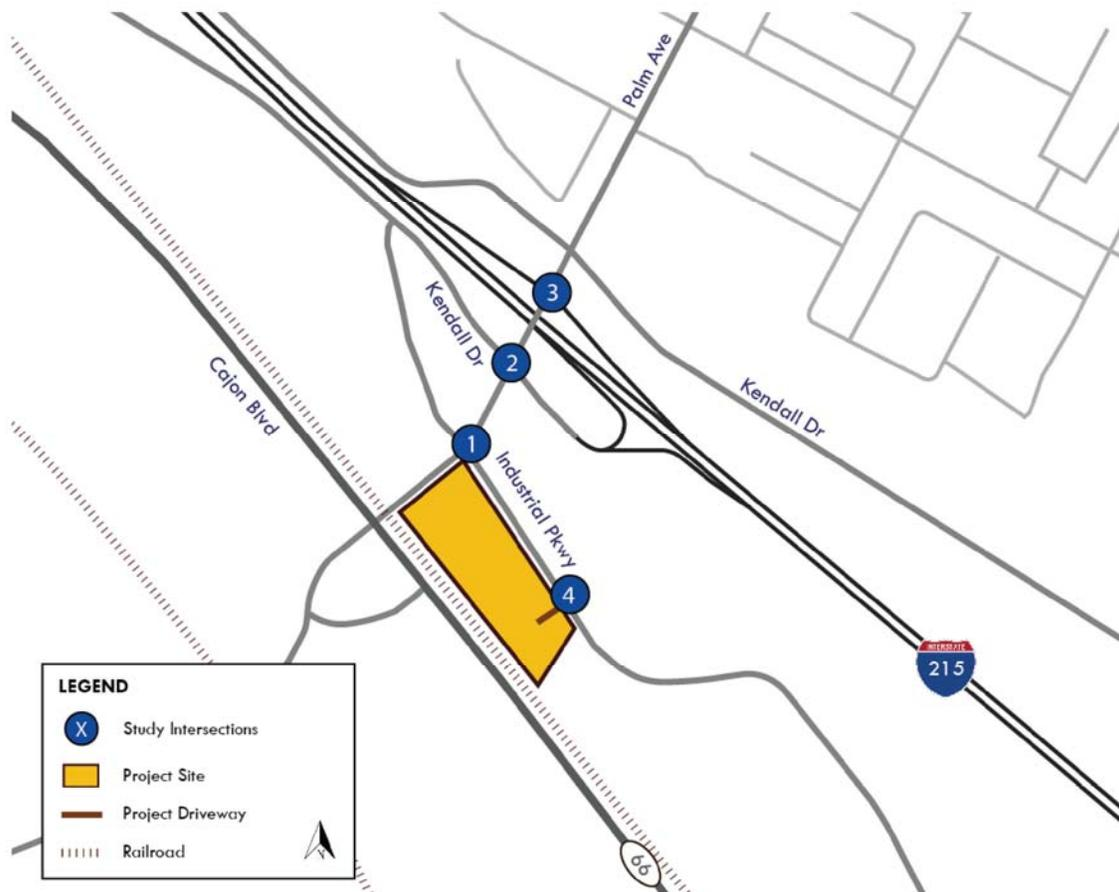 Palm Ave
3
Kendall Dr
2
Cajon Blvd
Kendall Dr
1
Industrial Pkwy
4
INTERSTATE
215
LEGEND
X
Study Intersections
Project Site
Project Driveway
Railroad
N
66